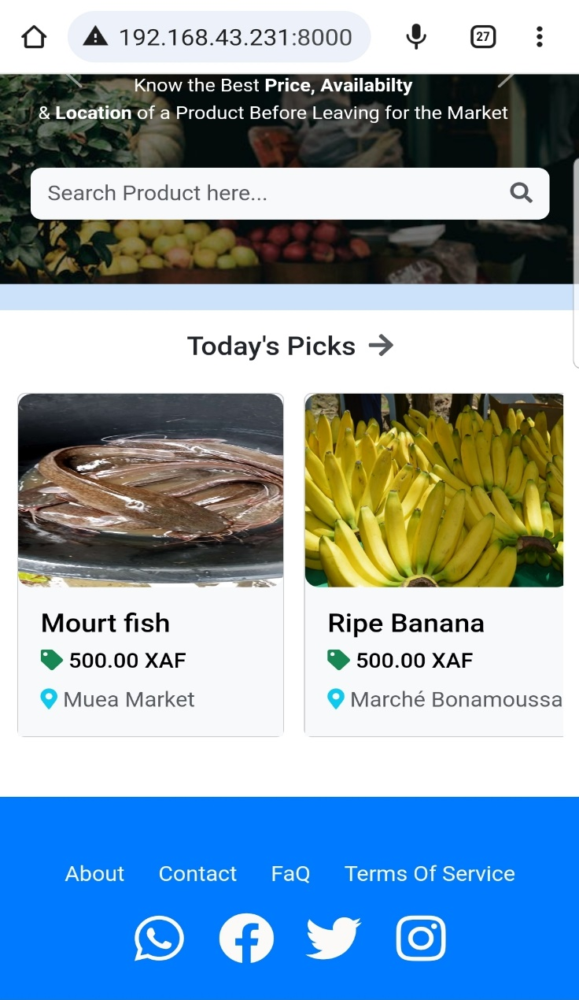 192.168.43.231:8000
27
Know the Best Price, Availabilty
& Location of a Product Before Leaving for the Market
Search Product here...
Today's Picks
Mourt fish
500.00 XAF
Muea Market
Ripe Banana
500.00 XAF
Marché Bonamoussa
About Contact FaQ Terms Of Service